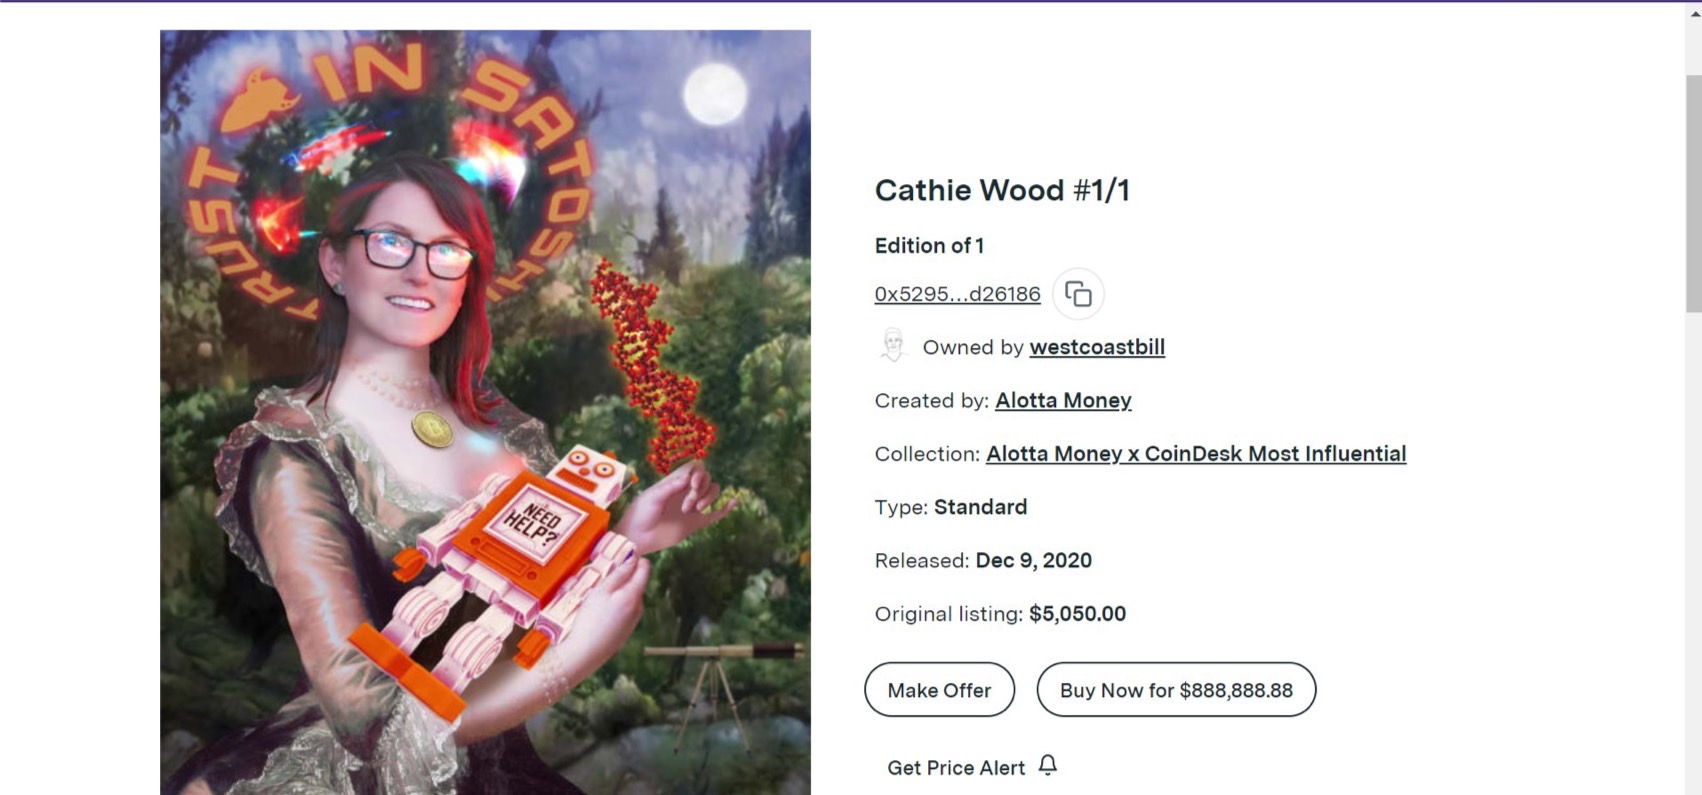 TRUST IN SATOSHI
NEED
HELP?
Cathie Wood #1/1
Edition of 1
0x5295...d26186
Owned by westcoastbill
Created by: Alotta Money
Collection: Alotta Money x CoinDesk Most Influential
Type: Standard
Released: Dec 9, 2020
Original listing: $5,050.00
Make Offer
Buy Now for $888,888.88
Get Price Alert